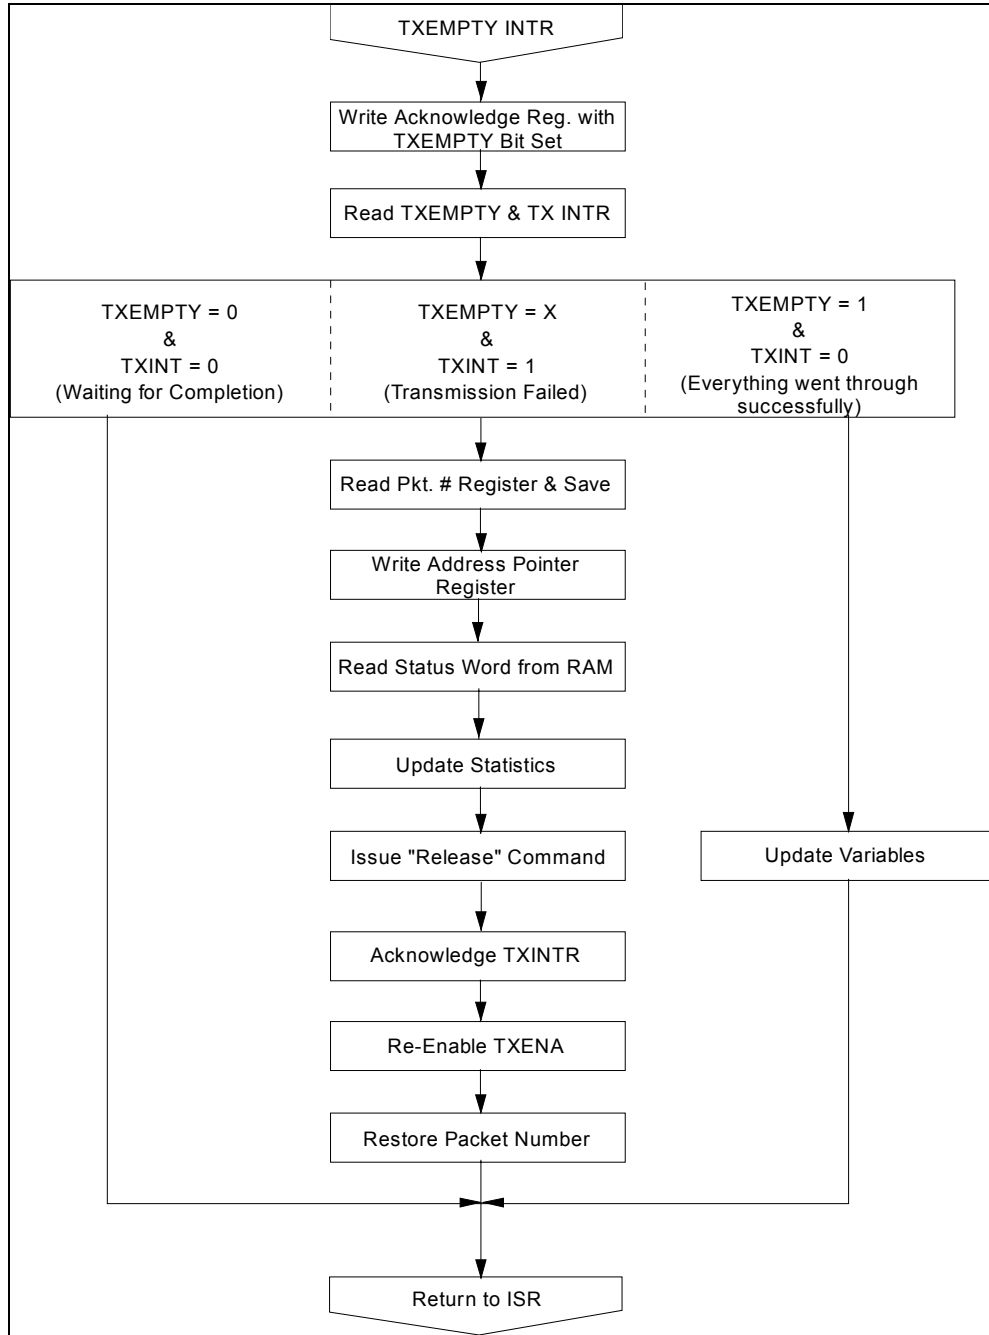 TXEMPTY INTR
Write Acknowledge Reg. with
TXEMPTY Bit Set
Read TXEMPTY & TX INTR
TXEMPTY = 0
&
TXINT = 0
(Waiting for Completion)
TXEMPTY = X
&
TXINT = 1
(Transmission Failed)
TXEMPTY = 1
&
TXINT = 0
(Everything went through
successfully)
Read Pkt. # Register & Save
Write Address Pointer
Register
Read Status Word from RAM
Update Statistics
Issue "Release" Command
Update Variables
Acknowledge TXINTR
Re-Enable TXENA
Restore Packet Number
Return to ISR